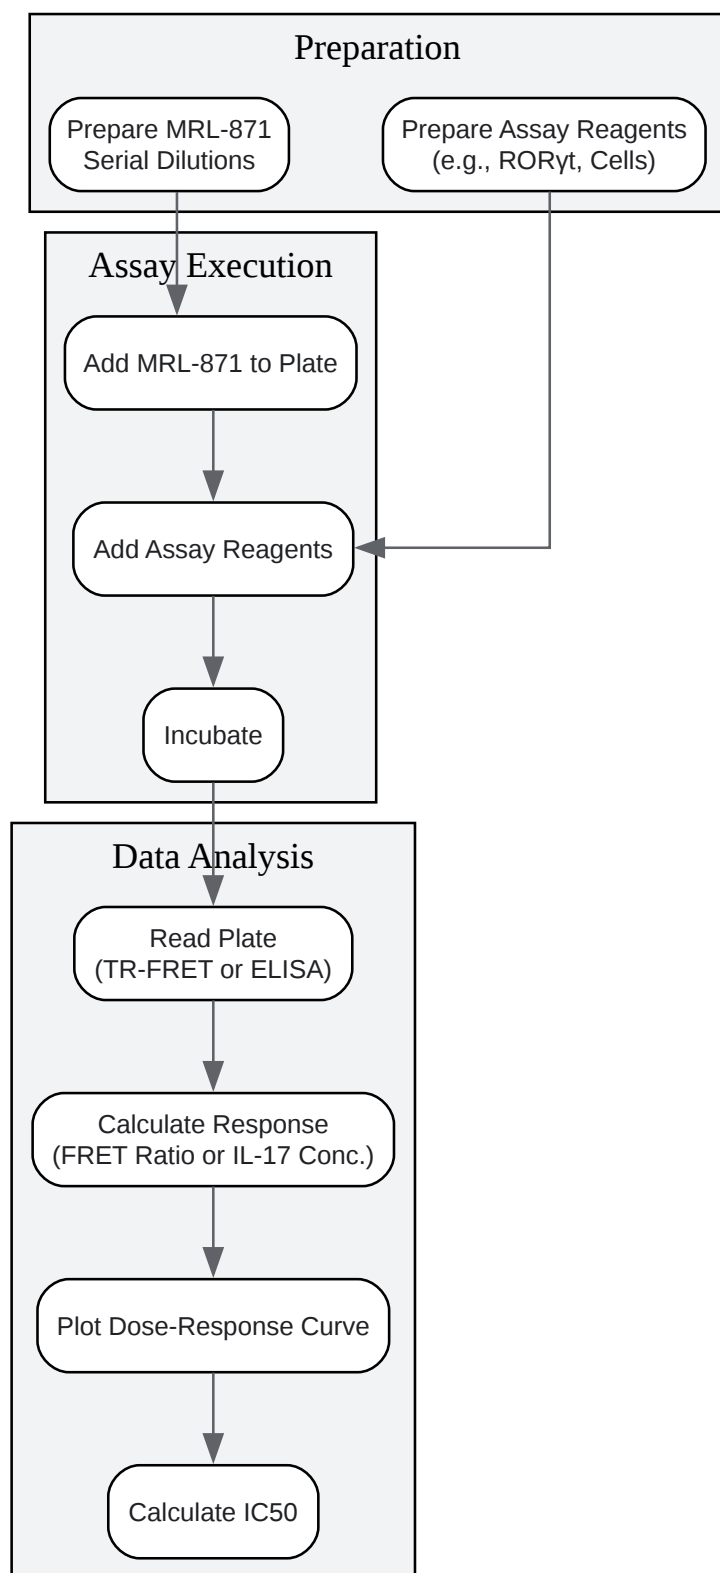 Preparation
Prepare MRL-871
Serial Dilutions
Prepare Assay Reagents
(e.g., RORγt, Cells)
Assay Execution
Add MRL-871 to Plate
Add Assay Reagents
Incubate
Data Analysis
Read Plate
(TR-FRET or ELISA)
Calculate Response
(FRET Ratio or IL-17 Conc.)
Plot Dose-Response Curve
Calculate IC50